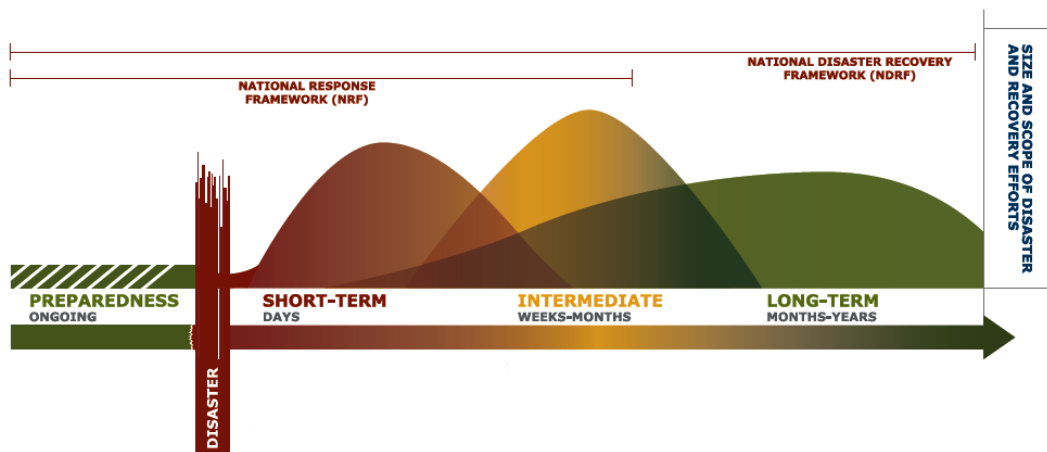 NATIONAL DISASTER RECOVERY
FRAMEWORK (NDRF)
NATIONAL RESPONSE
FRAMEWORK (NRF)
SIZE AND SCOPE OF DISASTER
AND RECOVERY EFFORTS
PREPAREDNESS
ONGOING
SHORT-TERM
DAYS
INTERMEDIATE
WEEKS-MONTHS
LONG-TERM
MONTHS-YEARS
DISASTER